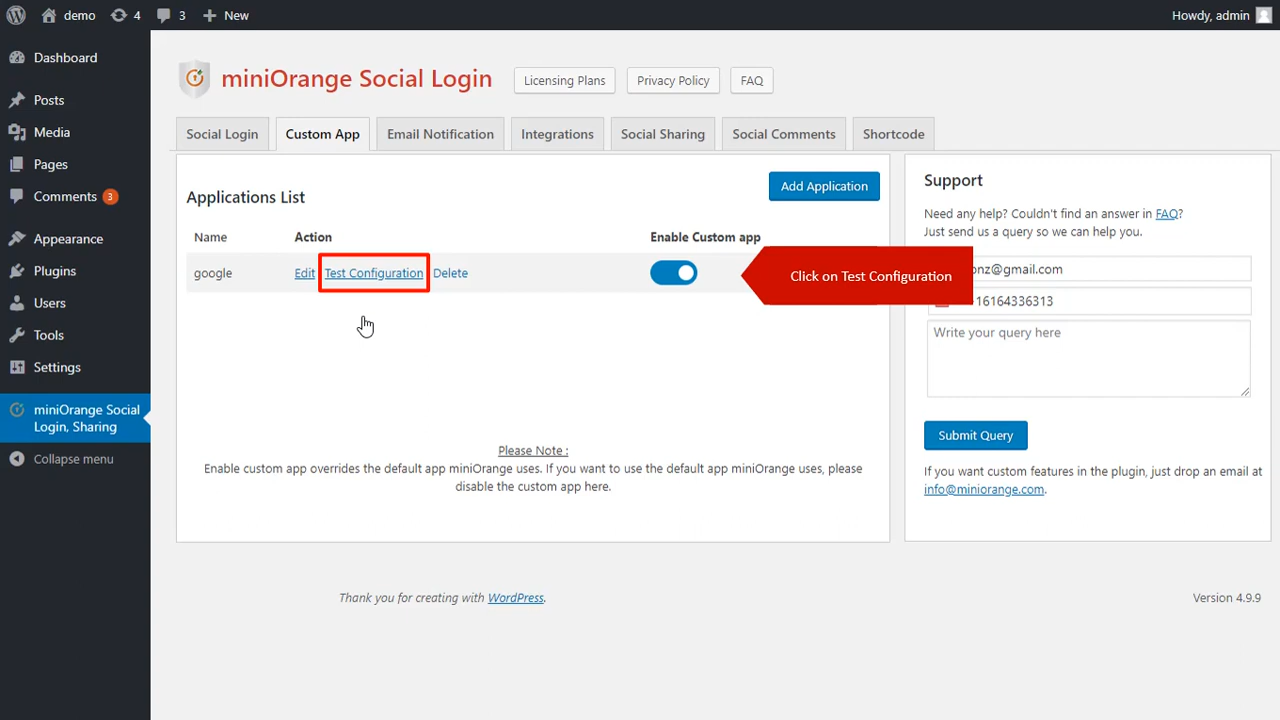 demo
4
3
New
Howdy, admin
Dashboard
Posts
Media
Pages
Comments 3
Appearance
Plugins
Users
Tools
Settings
miniOrange Social
Login, Sharing
Collapse menu
miniOrange Social Login
Licensing Plans
Privacy Policy
FAQ
Social Login
Custom App
Email Notification
Integrations
Social Sharing
Social Comments
Shortcode
Applications List
Add Application
Name
Action
Enable Custom app
google
Edit
Test Configuration
Delete
Click on Test Configuration
Please Note :
Enable custom app overrides the default app miniOrange uses. If you want to use the default app miniOrange uses, please
disable the custom app here.
Support
Need any help? Couldn't find an answer in FAQ?
Just send us a query so we can help you.
onz@gmail.com
16164336313
Write your query here
Submit Query
If you want custom features in the plugin, just drop an email at
info@miniorange.com.
Thank you for creating with WordPress.
Version 4.9.9